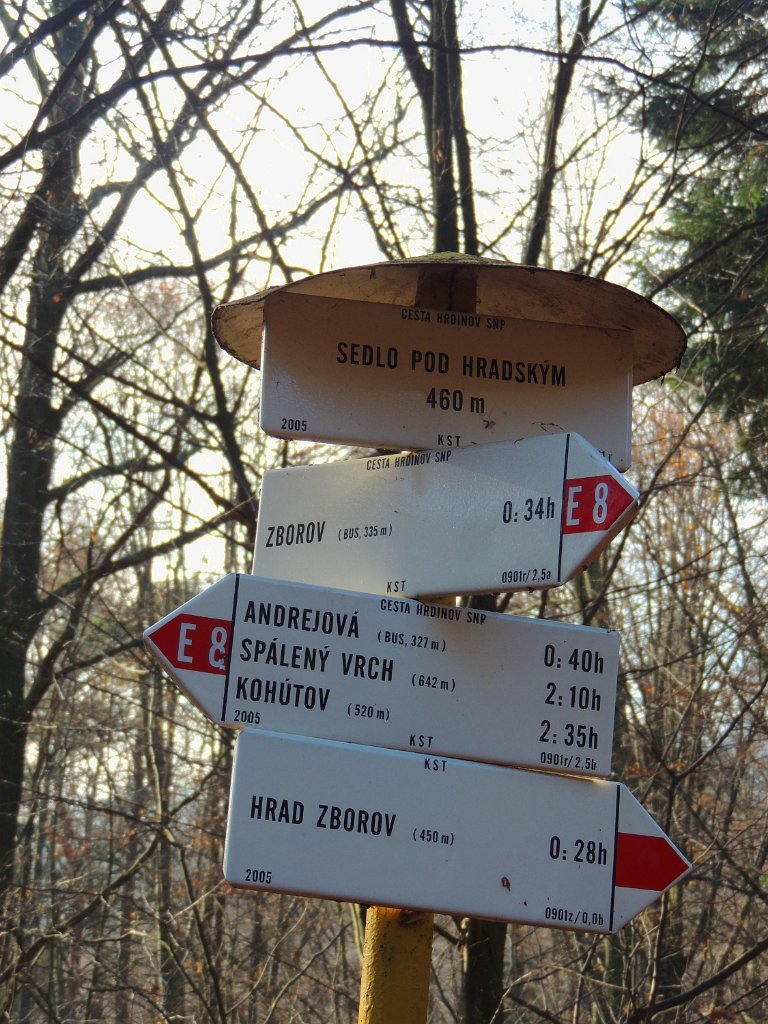 CESTA HRDINOV SNP
SEDLO POD HRADSKÝM
460 m
2005
KST
CESTA HRDINOV SNP
ZBOROV (BUS, 335 m) 0: 34h
E 8
KST
0901r/2,5a
CESTA HRDINOV SNP
E 8
ANDREJOVÁ (BUS, 327 m) 0: 40h
SPÁLENÝ VRCH (642 m) 2: 10h
KOHÚTOV (520 m) 2: 35h
2005 KST 0901r/2,5b
KST
HRAD ZBOROV (450 m) 0: 28h
2005 0901z/0,0b